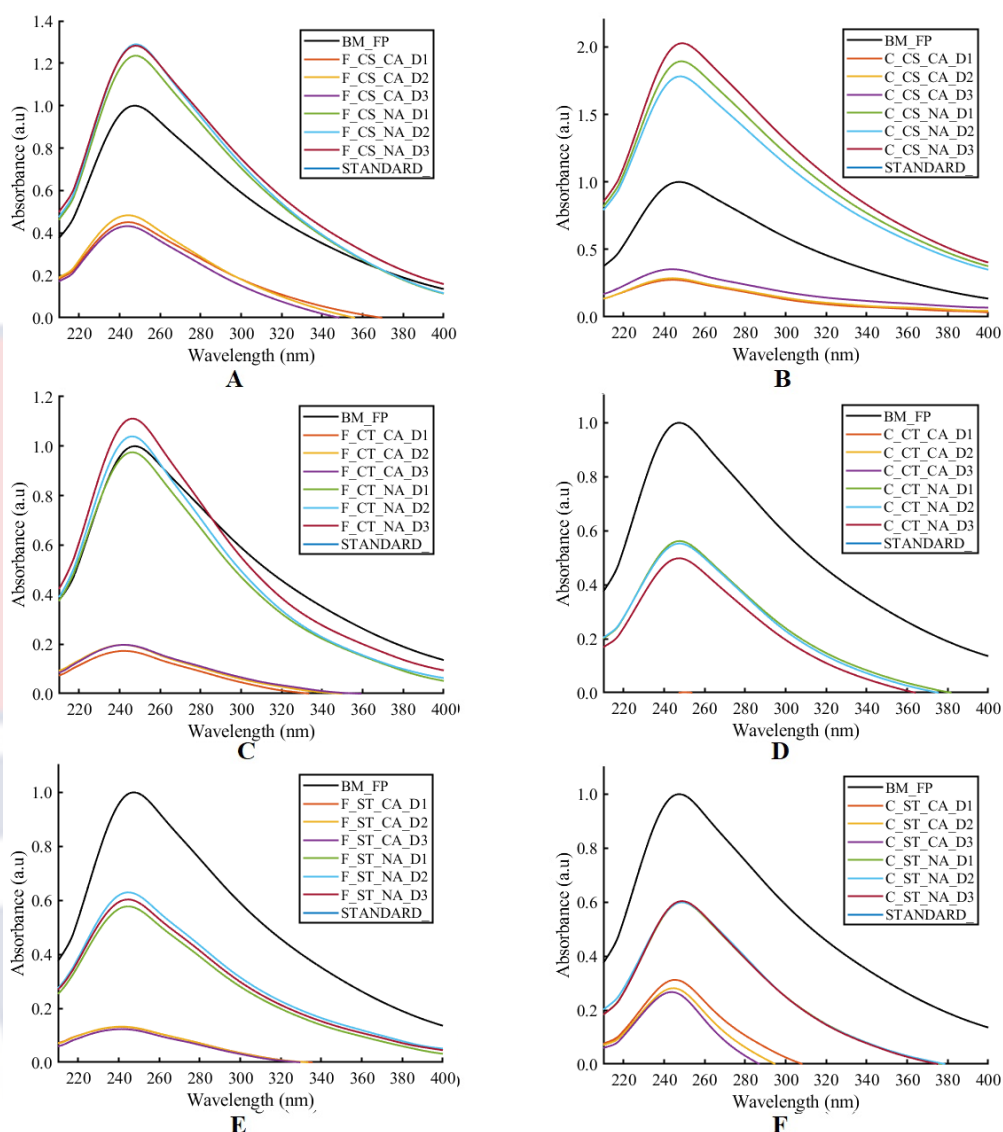 1.4
1.2
1.0
0.8
0.6
0.4
0.2
0.0
Absorbance (a.u)
220 240 260 280 300 320 340 360 380 400
Wavelength (nm)
BM_FP
F_CS_CA_D1
F_CS_CA_D2
F_CS_CA_D3
F_CS_NA_D1
F_CS_NA_D2
F_CS_NA_D3
STANDARD_
A
2.0
1.5
1.0
0.5
0.0
Absorbance (a.u)
220 240 260 280 300 320 340 360 380 400
Wavelength (nm)
BM_FP
C_CS_CA_D1
C_CS_CA_D2
C_CS_CA_D3
C_CS_NA_D1
C_CS_NA_D2
C_CS_NA_D3
STANDARD_
B
1.2
1.0
0.8
0.6
0.4
0.2
0.0
Absorbance (a.u)
220 240 260 280 300 320 340 360 380 400
Wavelength (nm)
BM_FP
F_CT_CA_D1
F_CT_CA_D2
F_CT_CA_D3
F_CT_NA_D1
F_CT_NA_D2
F_CT_NA_D3
STANDARD_
C
1.0
0.8
0.6
0.4
0.2
0.0
Absorbance (a.u)
220 240 260 280 300 320 340 360 380 400
Wavelength (nm)
BM_FP
C_CT_CA_D1
C_CT_CA_D2
C_CT_CA_D3
C_CT_NA_D1
C_CT_NA_D2
C_CT_NA_D3
STANDARD_
D
1.0
0.8
0.6
0.4
0.2
0.0
Absorbance (a.u)
220 240 260 280 300 320 340 360 380 400)
Wavelength (nm)
BM_FP
F_ST_CA_D1
F_ST_CA_D2
F_ST_CA_D3
F_ST_NA_D1
F_ST_NA_D2
F_ST_NA_D3
STANDARD_
E
1.0
0.8
0.6
0.4
0.2
0.0
Absorbance (a.u)
220 240 260 280 300 320 340 360 380 400
Wavelength (nm)
BM_FP
C_ST_CA_D1
C_ST_CA_D2
C_ST_CA_D3
C_ST_NA_D1
C_ST_NA_D2
C_ST_NA_D3
STANDARD_
F